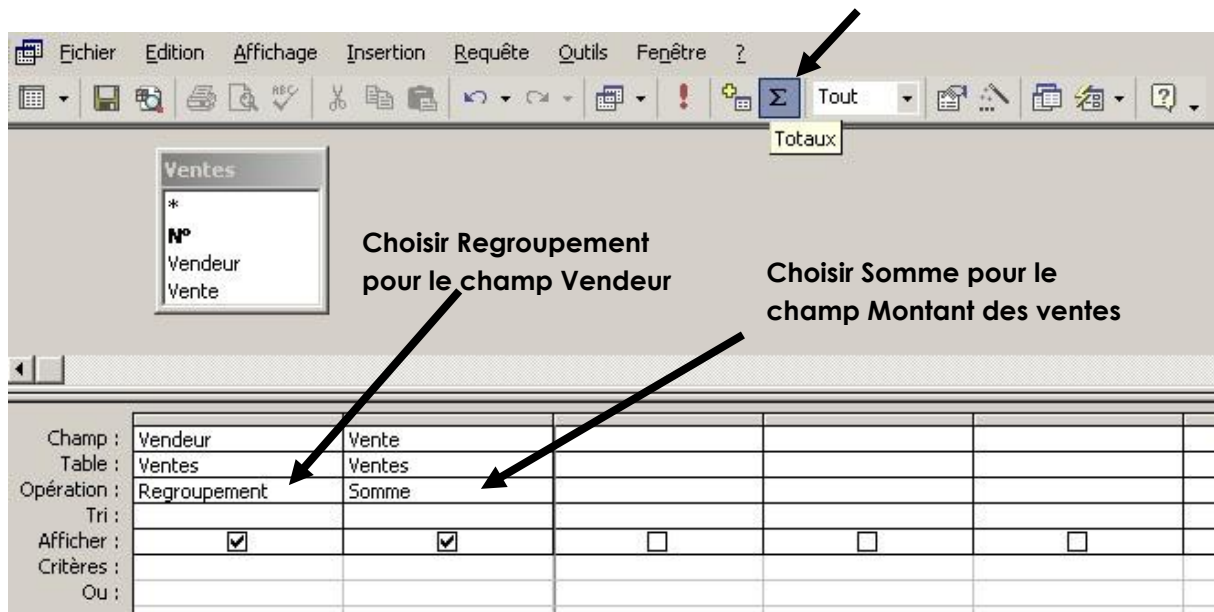 Fichier Edition Affichage Insertion Requête Outils Fenêtre ?
ABC Σ Tout
Totaux
Ventes
*
N°
Vendeur
Vente
Choisir Regroupement
pour le champ Vendeur
Choisir Somme pour le
champ Montant des ventes
Champ : Vendeur Vente
Table : Ventes Ventes
Opération : Regroupement Somme
Tri :
Afficher :
Critères :
Ou :